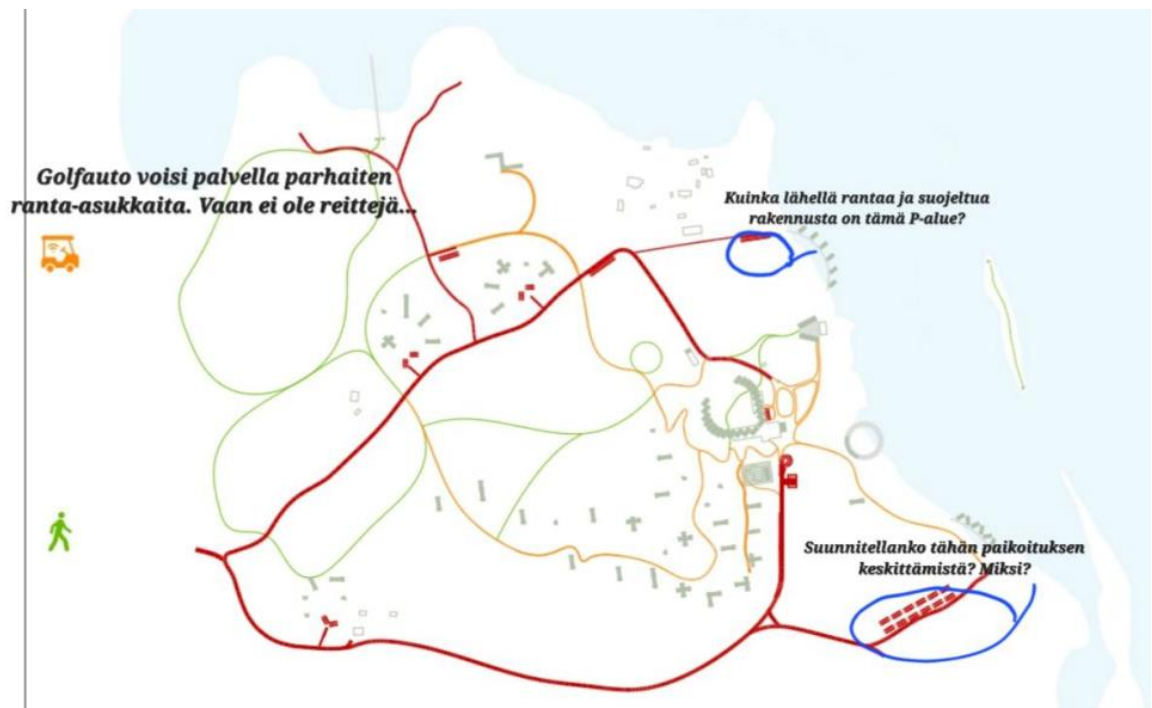 Golfauto voisi palvella parhaiten
ranta-asukkaita. Vaan ei ole reittejä...
Kuinka lähellä rantaa ja suojeltua
rakennusta on tämä P-alue?
Suunnitellanko tähän paikoituksen
keskittämistä? Miksi?